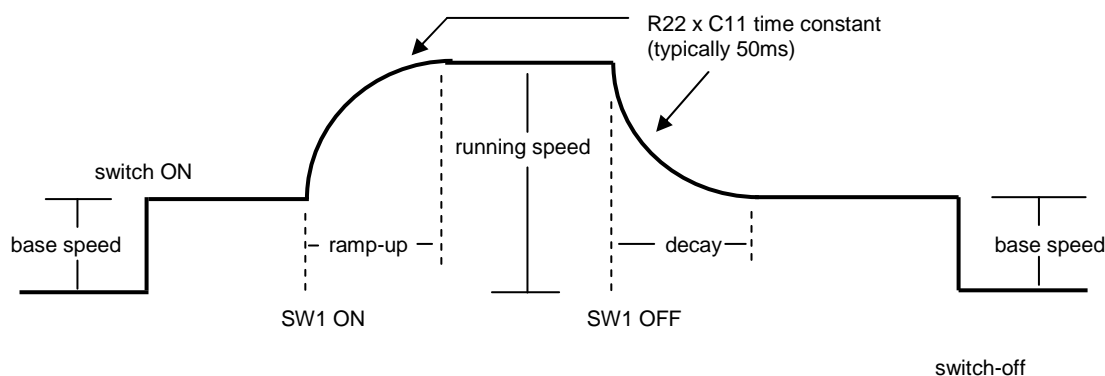 R22 x C11 time constant
(typically 50ms)
running speed
switch ON
base speed
ramp-up
decay
base speed
SW1 ON
SW1 OFF
switch-off